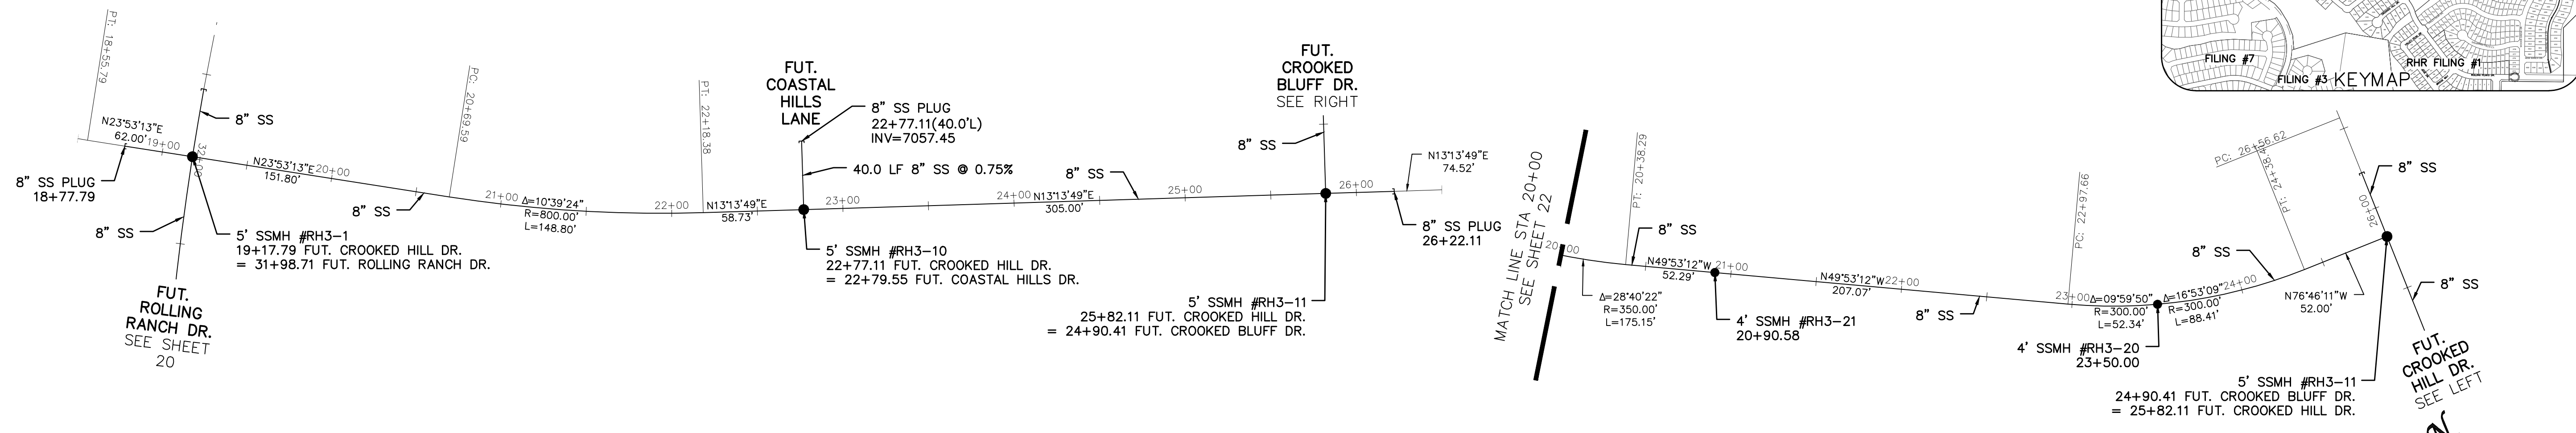 PT: 18+55.79
N23°53'13"E
62.00'
19+00
32+00
8" SS
8" SS PLUG
18+77.79
8" SS
FUT.
ROLLING
RANCH DR.
SEE SHEET
20
N23°53'13"E
151.80'
20+00
5' SSMH #RH3-1
19+17.79 FUT. CROOKED HILL DR.
= 31+98.71 FUT. ROLLING RANCH DR.
8" SS
PC: 20+69.59
21+00
Δ=10°39'24"
R=800.00'
L=148.80'
22+00
PT: 22+18.38
N13°13'49"E
58.73'
FUT.
COASTAL
HILLS
LANE
8" SS PLUG
22+77.11(40.0'L)
INV=7057.45
40.0 LF 8" SS @ 0.75%
23+00
5' SSMH #RH3-10
22+77.11 FUT. CROOKED HILL DR.
= 22+79.55 FUT. COASTAL HILLS DR.
24+00
N13°13'49"E
305.00'
8" SS
25+00
FUT.
CROOKED
BLUFF DR.
SEE RIGHT
8" SS
26+00
N13°13'49"E
74.52'
8" SS PLUG
26+22.11
5' SSMH #RH3-11
25+82.11 FUT. CROOKED HILL DR.
= 24+90.41 FUT. CROOKED BLUFF DR.
MATCH LINE STA 20+00
SEE SHEET 22
20+00
Δ=28°40'22"
R=350.00'
L=175.15'
PT: 20+38.29
8" SS
N49°53'12"W
52.29'
21+00
4' SSMH #RH3-21
20+90.58
N49°53'12"W
207.07'
22+00
8" SS
PC: 22+97.66
23+00
Δ=09°59'50"
R=300.00'
L=52.34'
4' SSMH #RH3-20
23+50.00
Δ=16°53'09"
R=300.00'
L=88.41'
24+00
8" SS
PC: 26+56.62
PT: 24+38.41
N76°46'11"W
52.00'
8" SS
26+00
8" SS
5' SSMH #RH3-11
24+90.41 FUT. CROOKED BLUFF DR.
= 25+82.11 FUT. CROOKED HILL DR.
FUT.
CROOKED
HILL DR.
SEE LEFT
FILING #7
FILING #3
KEYMAP
RHR FILING #1